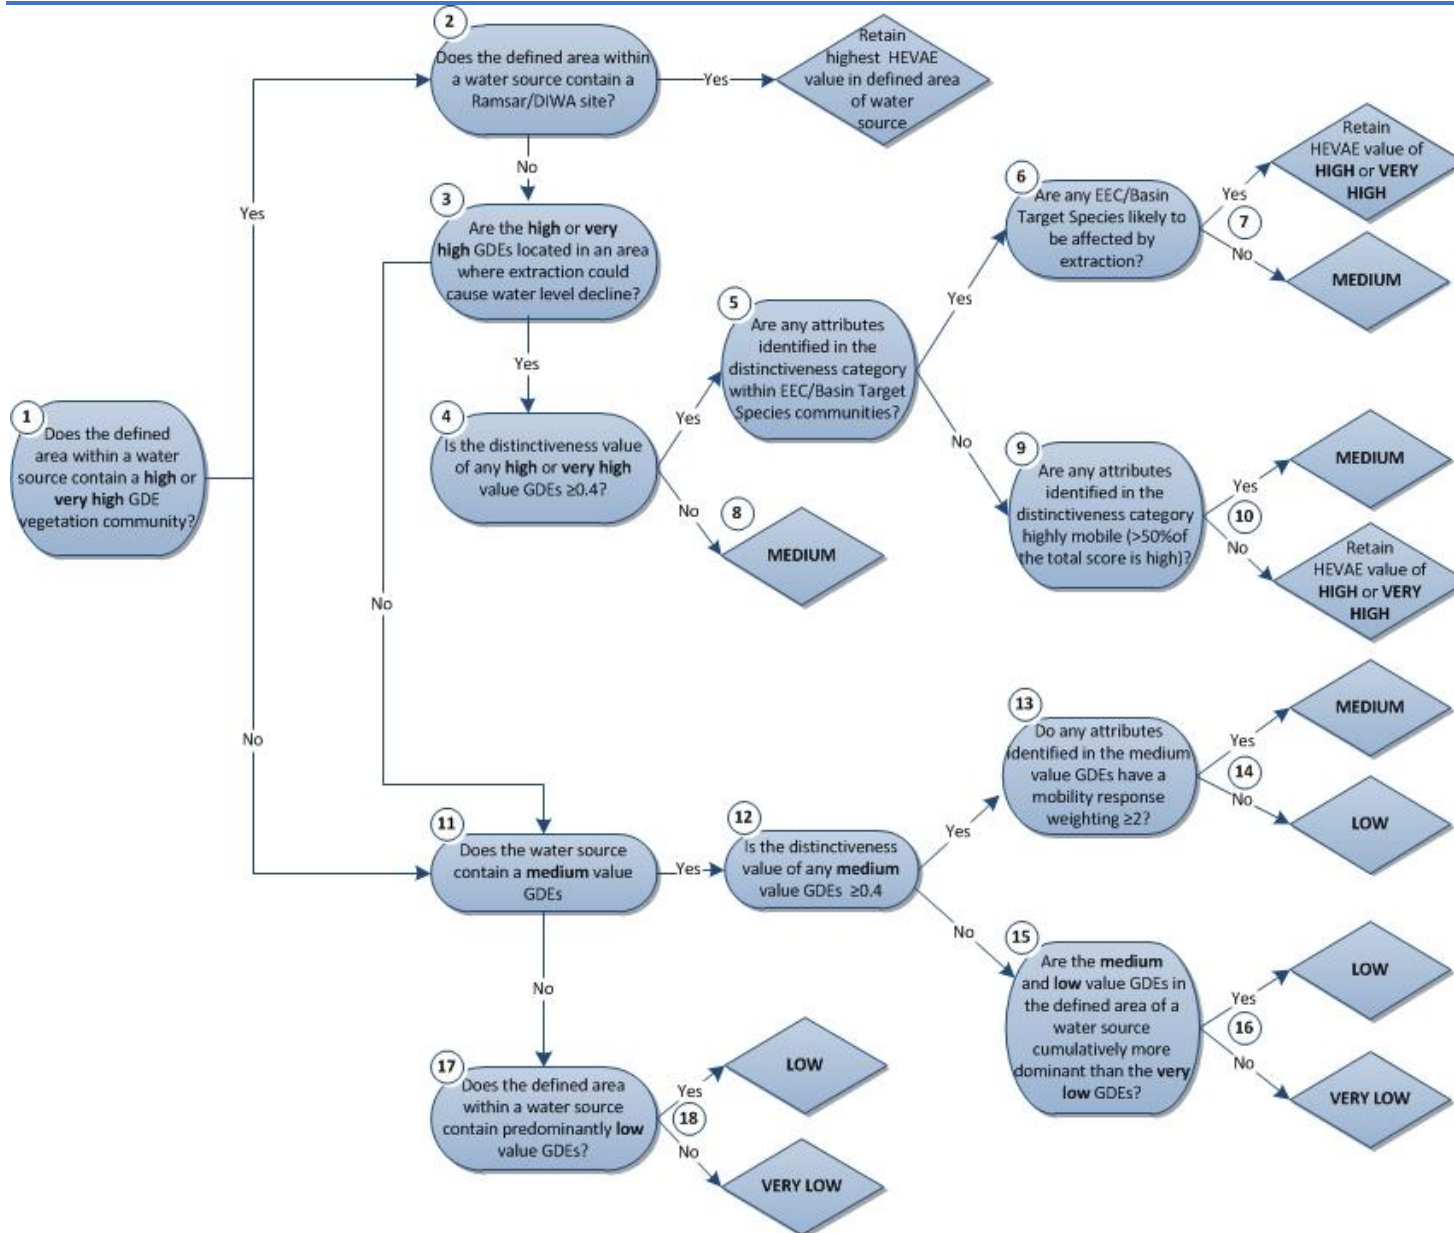 2
Does the defined area within
a water source contain a
Ramsar/DIWA site?
Yes
Retain
highest HEVAE
value in defined area
of water
source
No
3
Are the high or very
high GDEs located in an area
where extraction could
cause water level decline?
Yes
No
4
Is the distinctiveness value
of any high or very high
value GDEs ≥0.4?
Yes
No
5
Are any attributes
identified in the
distinctiveness category
within EEC/Basin Target
Species communities?
Yes
No
6
Are any EEC/Basin
Target Species likely to
be affected by
extraction?
Yes
7
No
Retain
HEVAE value of
HIGH or VERY
HIGH
MEDIUM
8
MEDIUM
9
Are any attributes
identified in the
distinctiveness category
highly mobile (>50%of
the total score is high)?
Yes
10
No
MEDIUM
Retain
HEVAE value of
HIGH or VERY
HIGH
1
Does the defined
area within a water
source contain a high or
very high GDE
vegetation community?
Yes
No
11
Does the water source
contain a medium value
GDEs
Yes
No
12
Is the distinctiveness
value of any medium
value GDEs ≥0.4
Yes
No
13
Do any attributes
identified in the medium
value GDEs have a
mobility response
weighting ≥2?
Yes
14
No
MEDIUM
LOW
15
Are the medium
and low value GDEs in
the defined area of a
water source
cumulatively more
dominant than the very
low GDEs?
Yes
16
No
LOW
VERY LOW
17
Does the defined area
within a water source
contain predominantly low
value GDEs?
Yes
18
No
LOW
VERY LOW